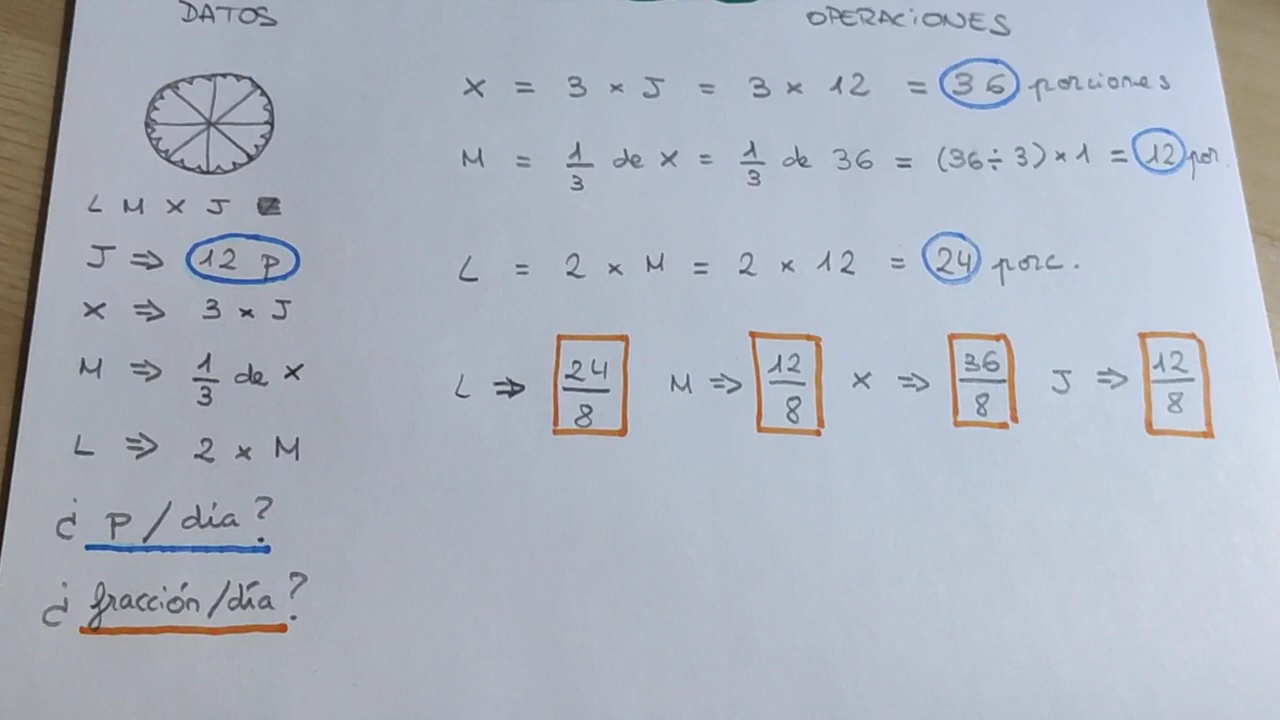 DATOS
L M X J
J ⇒ 12 p
X ⇒ 3 × J
M ⇒ 1/3 de x
L ⇒ 2 × M
¿ P / día ?
¿ fracción/día ?
OPERACIONES
X = 3 × J = 3 × 12 = 36 porciones
M = 1/3 de x = 1/3 de 36 = (36÷3) × 1 = 12 por.
L = 2 × M = 2 × 12 = 24 porc.
L ⇒ 24/8 M ⇒ 12/8 X ⇒ 36/8 J ⇒ 12/8